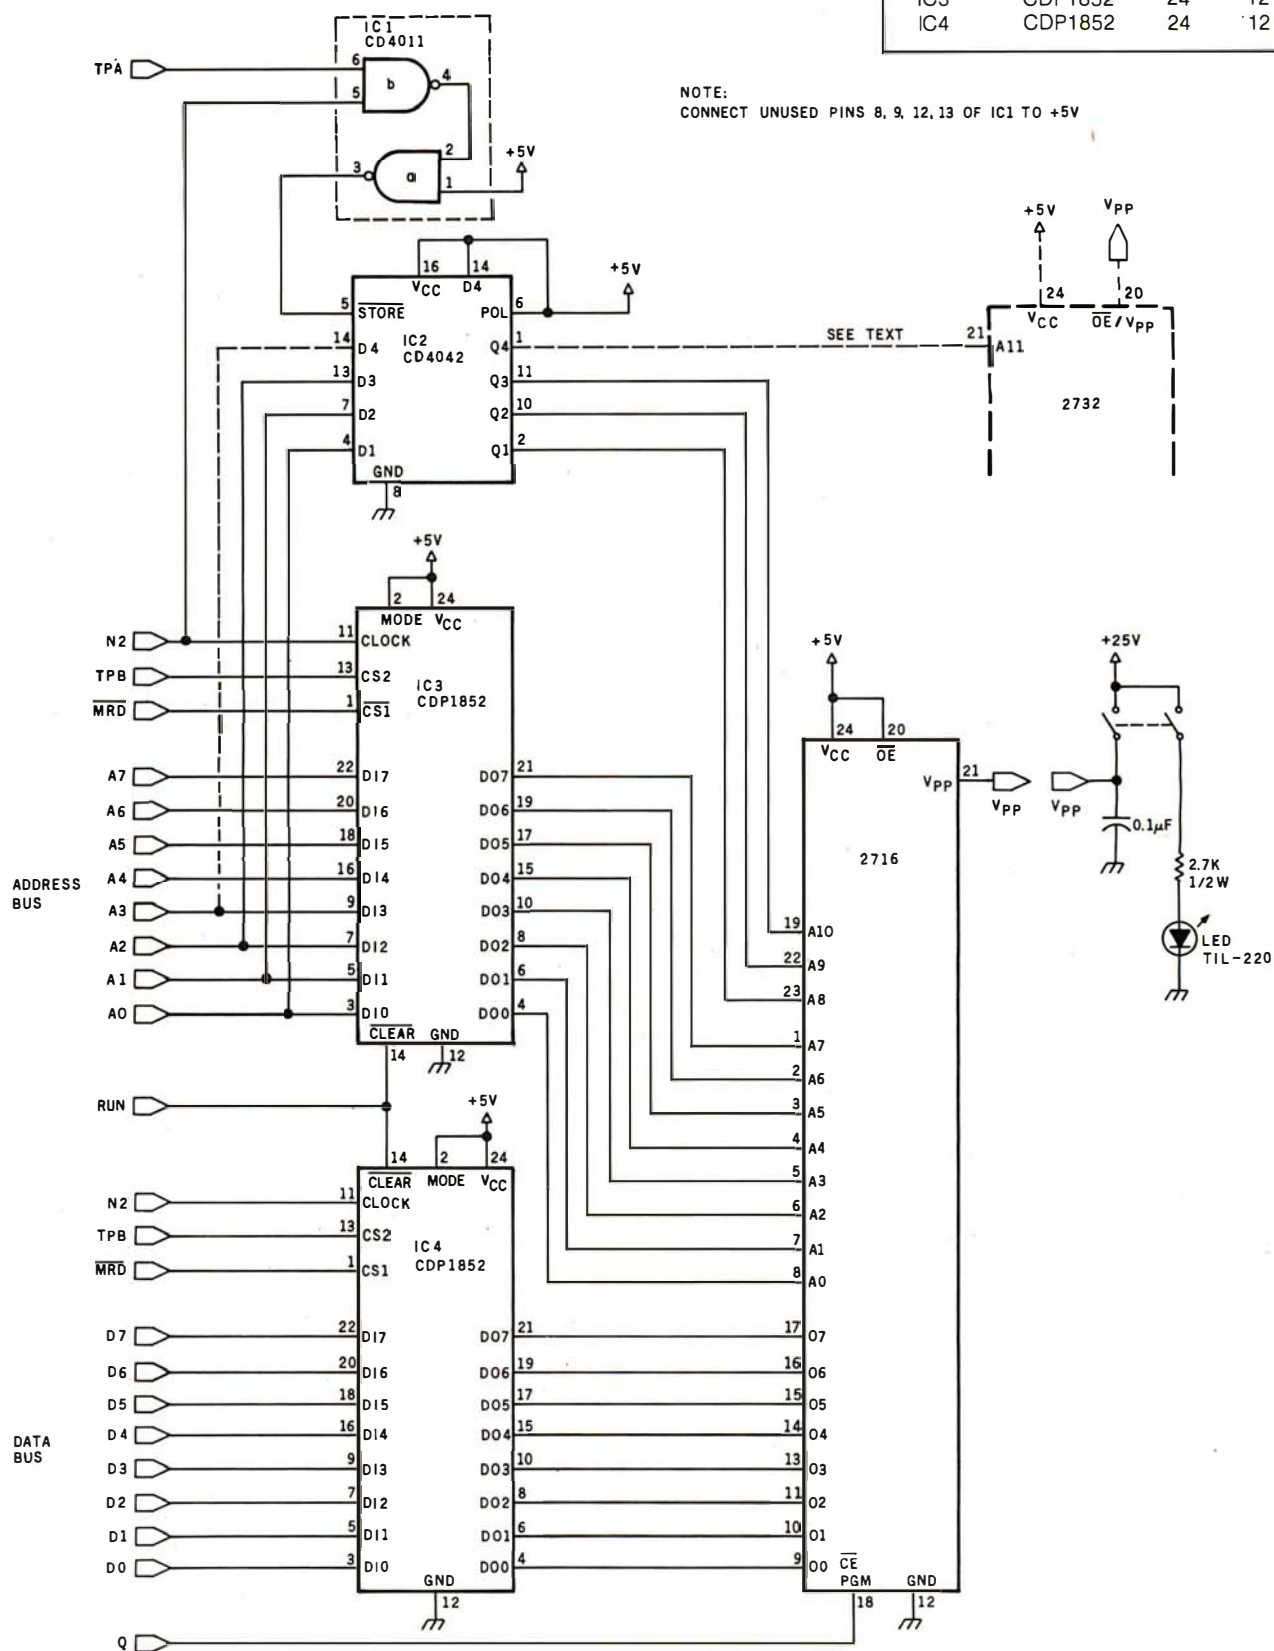 IC3 CDP1852 24 12
IC4 CDP1852 24 12
IC1
CD4011
TPA
6
5
b
4
NOTE:
CONNECT UNUSED PINS 8, 9, 12, 13 OF IC1 TO +5V
3
a
2
1
+5V
+5V
VPP
16
14
VCC
D4
+5V
24
20
VCC
OE/VPP
5
STORE
POL
6
IC2
CD4042
14
D4
Q4
1
SEE TEXT
21
A11
13
D3
Q3
11
2732
7
D2
Q2
10
4
D1
Q1
2
GND
8
+5V
2
24
MODE
VCC
N2
11
CLOCK
TPB
13
CS2
IC3
CDP1852
MRD
1
CS1
+5V
+25V
24
20
VCC
OE
A7
22
DI7
DO7
21
VPP
21
VPP
VPP
A6
20
DI6
DO6
19
0.1µF
A5
18
DI5
DO5
17
2716
2.7K
1/2W
ADDRESS
BUS
A4
16
DI4
DO4
15
A3
9
DI3
DO3
10
19
A10
A2
7
DI2
DO2
8
LED
TIL-220
22
A9
A1
5
DI1
DO1
6
23
A8
A0
3
DI0
DO0
4
CLEAR
GND
14
12
1
A7
2
A6
RUN
+5V
3
A5
14
2
24
4
A4
CLEAR
MODE
VCC
5
A3
N2
11
CLOCK
6
A2
TPB
13
CS2
IC4
CDP1852
7
A1
MRD
1
CS1
8
A0
D7
22
DI7
DO7
21
17
O7
D6
20
DI6
DO6
19
16
O6
D5
18
DI5
DO5
17
15
O5
DATA
BUS
D4
16
DI4
DO4
15
14
O4
D3
9
DI3
DO3
10
13
O3
D2
7
DI2
DO2
8
11
O2
D1
5
DI1
DO1
6
10
O1
D0
3
DI0
DO0
4
9
O0
CE
PGM
GND
GND
12
18
12
Q